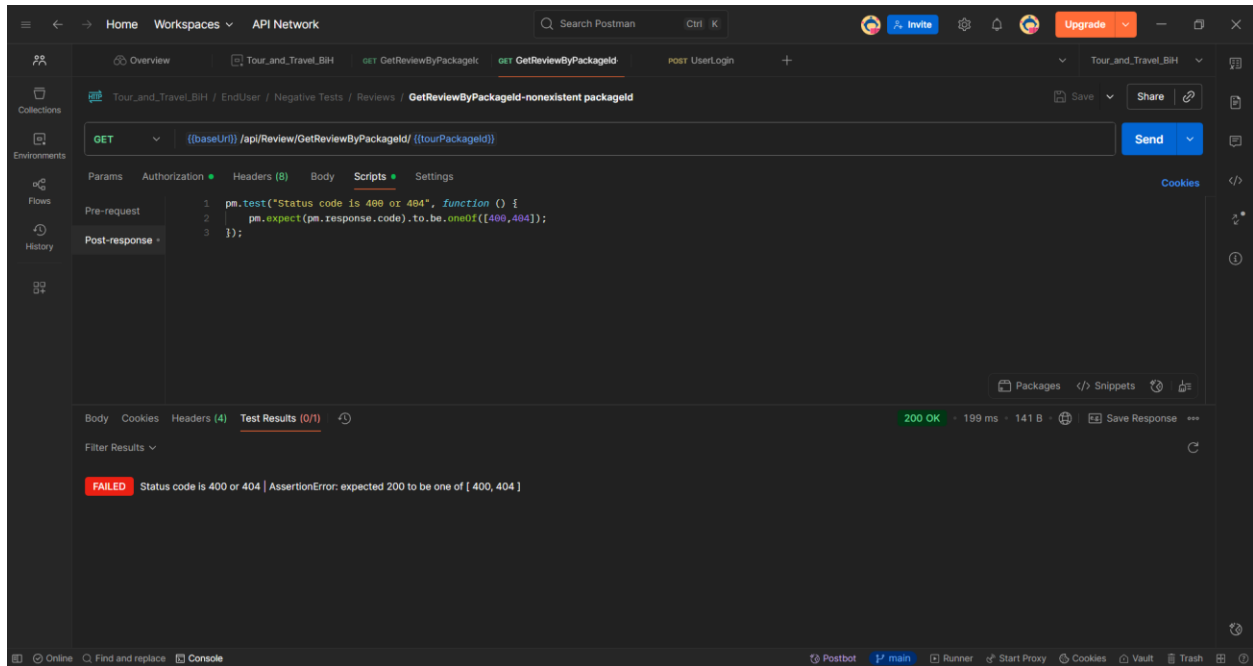 Home Workspaces API Network Search Postman Ctrl K Invite Upgrade
Overview Tour_and_Travel_BiH GET GetReviewByPackageIc GET GetReviewByPackageId- POST UserLogin Tour_and_Travel_BiH
Collections
Environments
Flows
History
HTTP Tour_and_Travel_BiH / EndUser / Negative Tests / Reviews / GetReviewByPackageId-nonexistent packageId Save Share
GET {{baseUrl}} /api/Review/GetReviewByPackageId/ {{tourPackageId}} Send
Params Authorization Headers (8) Body Scripts Settings Cookies
Pre-request
Post-response
1 pm.test("Status code is 400 or 404", function () {
2 pm.expect(pm.response.code).to.be.oneOf([400,404]);
3 });
Packages </> Snippets
Body Cookies Headers (4) Test Results (0/1) 200 OK 199 ms 141 B Save Response
Filter Results
FAILED Status code is 400 or 404 | AssertionError: expected 200 to be one of [ 400, 404 ]
Online Find and replace Console Postbot main Runner Start Proxy Cookies Vault Trash